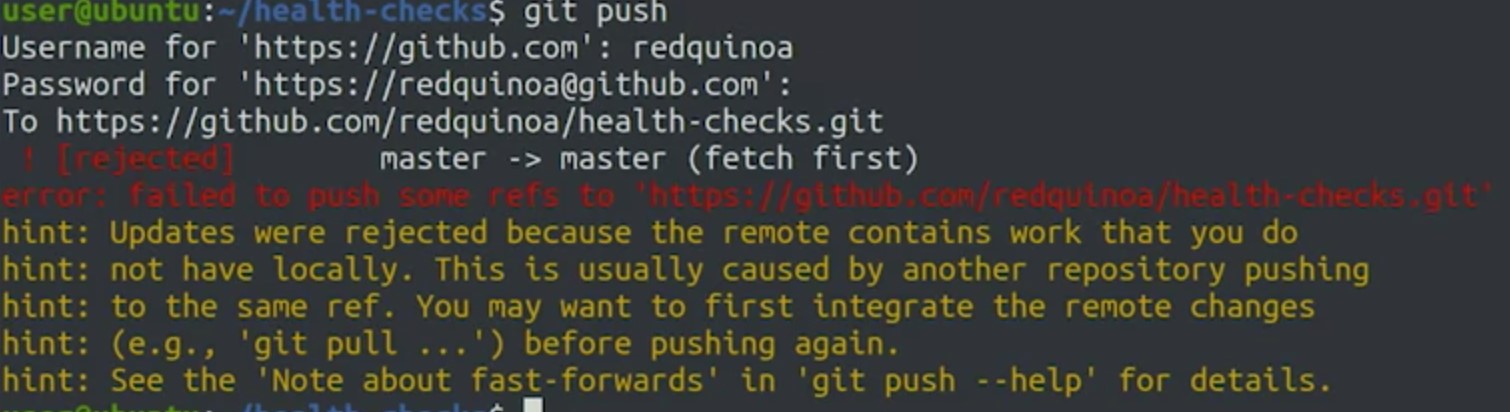 user@ubuntu:~/health-checks$ git push
Username for 'https://github.com': redquinoa
Password for 'https://redquinoa@github.com':
To https://github.com/redquinoa/health-checks.git
 ! [rejected]        master -> master (fetch first)
error: failed to push some refs to 'https://github.com/redquinoa/health-checks.git'
hint: Updates were rejected because the remote contains work that you do
hint: not have locally. This is usually caused by another repository pushing
hint: to the same ref. You may want to first integrate the remote changes
hint: (e.g., 'git pull ...') before pushing again.
hint: See the 'Note about fast-forwards' in 'git push --help' for details.
user@ubuntu:~/health-checks$